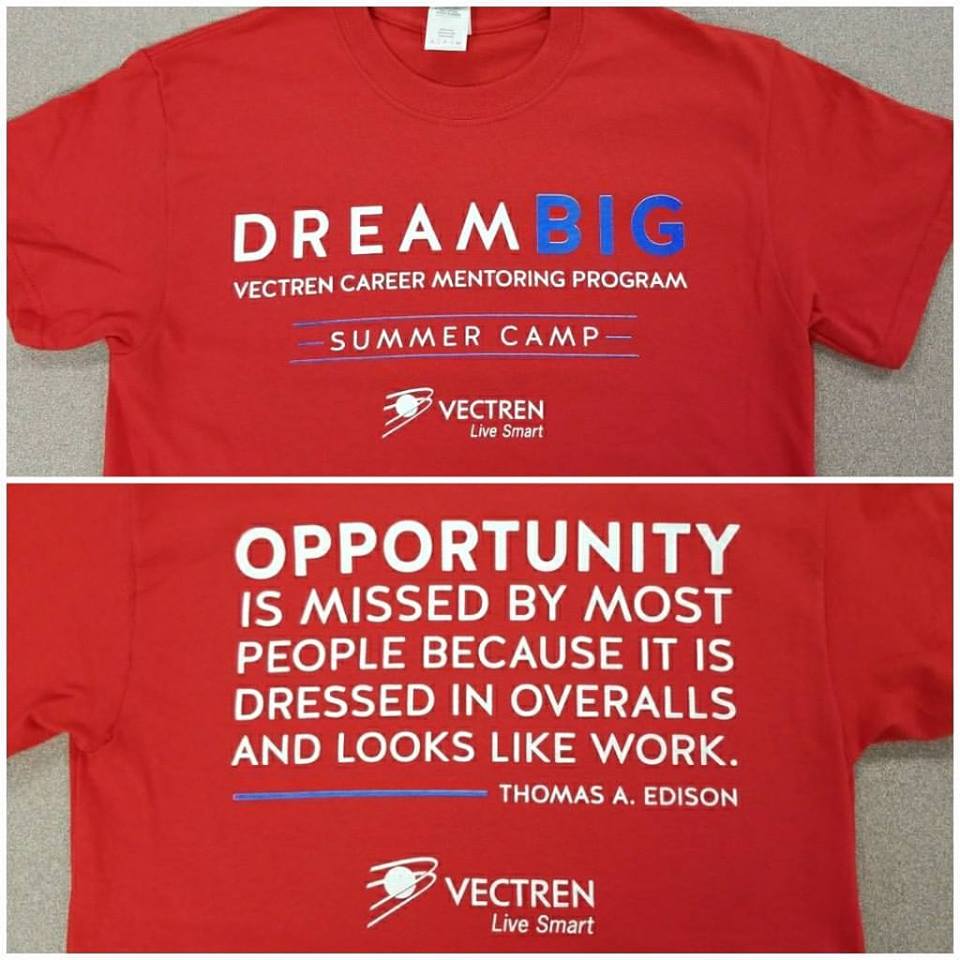 DREAMBIG
VECTREN CAREER MENTORING PROGRAM
SUMMER CAMP
VECTREN
Live Smart
OPPORTUNITY
IS MISSED BY MOST
PEOPLE BECAUSE IT IS
DRESSED IN OVERALLS
AND LOOKS LIKE WORK.
THOMAS A. EDISON
VECTREN
Live Smart